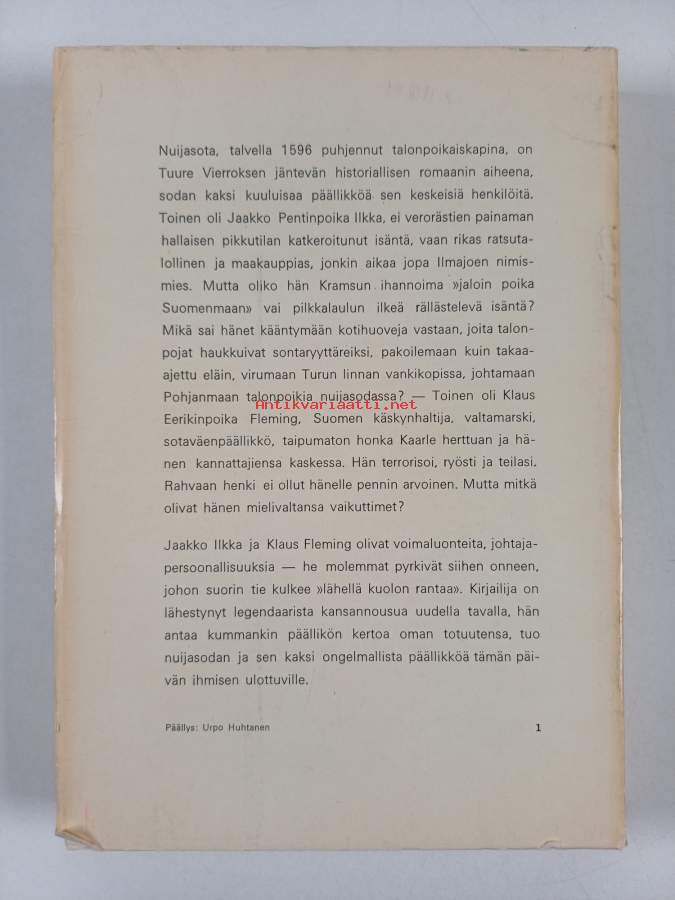 Nuijasota, talvella 1596 puhjennut talonpoikaiskapina, on
Tuure Vierroksen jäntevän historiallisen romaanin aiheena,
sodan kaksi kuuluisaa päällikköä sen keskeisiä henkilöitä.
Toinen oli Jaakko Pentinpoika Ilkka, ei verorästien painaman
hallaisen pikkutilan katkeroitunut isäntä, vaan rikas ratsuta-
lollinen ja maakauppias, jonkin aikaa jopa Ilmajoen nimis-
mies. Mutta oliko hän Kramsun ihannoima »jaloin poika
Suomenmaan» vai pilkkalaulun ilkeä rällästelevä isäntä?
Mikä sai hänet kääntymään kotihuoveja vastaan, joita talon-
pojat haukkuivat sontaryyttäreiksi, pakoilemaan kuin takaa-
ajettu eläin, virumaan Turun linnan vankikopissa, johtamaan
Pohjanmaan talonpoikia nuijasodassa? — Toinen oli Klaus
Antikvariaatti.net
Eerikinpoika Fleming, Suomen käskynhaltija, valtamarski,
sotaväenpäällikkö, taipumaton honka Kaarle herttuan ja hä-
nen kannattajiensa kaskessa. Hän terrorisoi, ryösti ja teilasi.
Rahvaan henki ei ollut hänelle pennin arvoinen. Mutta mitkä
olivat hänen mielivaltansa vaikuttimet?
Jaakko Ilkka ja Klaus Fleming olivat voimaluonteita, johtaja-
persoonallisuuksia — he molemmat pyrkivät siihen onneen,
johon suorin tie kulkee »lähellä kuolon rantaa». Kirjailija on
lähestynyt legendaarista kansannousua uudella tavalla, hän
antaa kummankin päällikön kertoa oman totuutensa, tuo
nuijasodan ja sen kaksi ongelmallista päällikköä tämän päi-
vän ihmisen ulottuville.
Päällys: Urpo Huhtanen 1